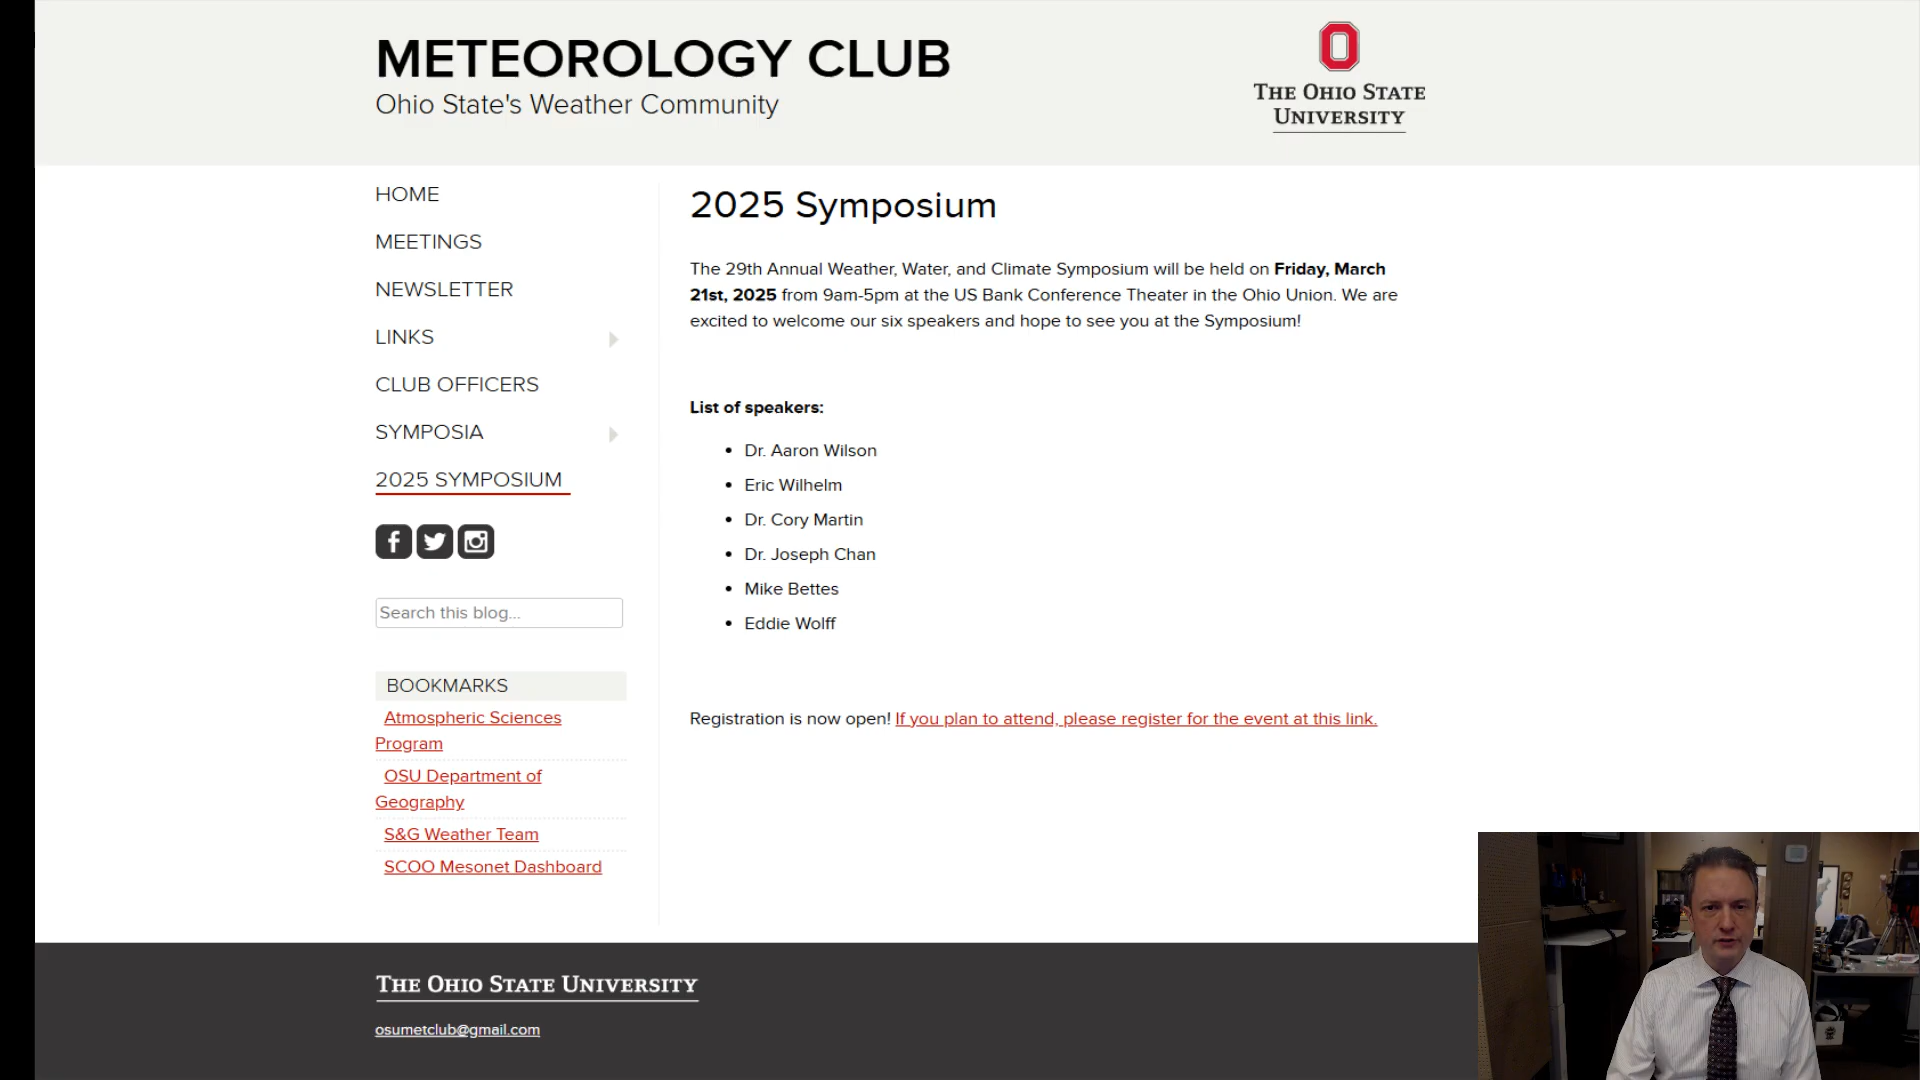 METEOROLOGY CLUB
Ohio State's Weather Community
O
THE OHIO STATE
UNIVERSITY
HOME
MEETINGS
NEWSLETTER
LINKS
CLUB OFFICERS
SYMPOSIA
2025 SYMPOSIUM
Search this blog...
BOOKMARKS
Atmospheric Sciences
Program
OSU Department of
Geography
S&G Weather Team
SCOO Mesonet Dashboard
2025 Symposium
The 29th Annual Weather, Water, and Climate Symposium will be held on Friday, March
21st, 2025 from 9am-5pm at the US Bank Conference Theater in the Ohio Union. We are
excited to welcome our six speakers and hope to see you at the Symposium!
List of speakers:
• Dr. Aaron Wilson
• Eric Wilhelm
• Dr. Cory Martin
• Dr. Joseph Chan
• Mike Bettes
• Eddie Wolff
Registration is now open! If you plan to attend, please register for the event at this link.
THE OHIO STATE UNIVERSITY
osumetclub@gmail.com